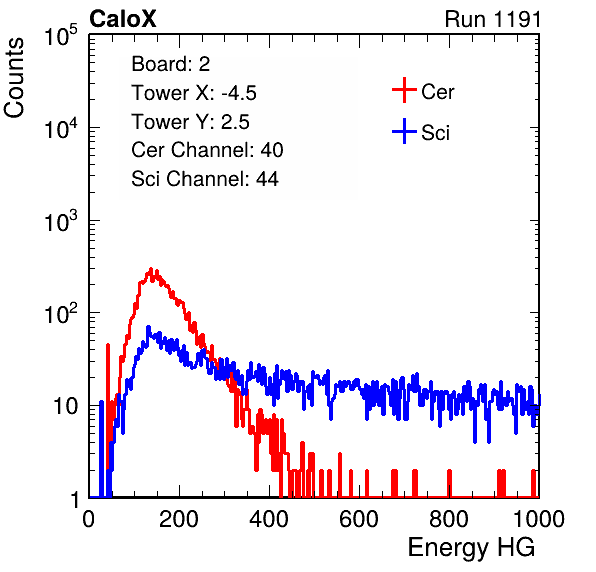 CaloX Run 1191
Counts
10^5
Board: 2
Tower X: -4.5
Tower Y: 2.5
Cer Channel: 40
Sci Channel: 44
Cer
Sci
10^4
10^3
10^2
10
1
0 200 400 600 800 1000
Energy HG